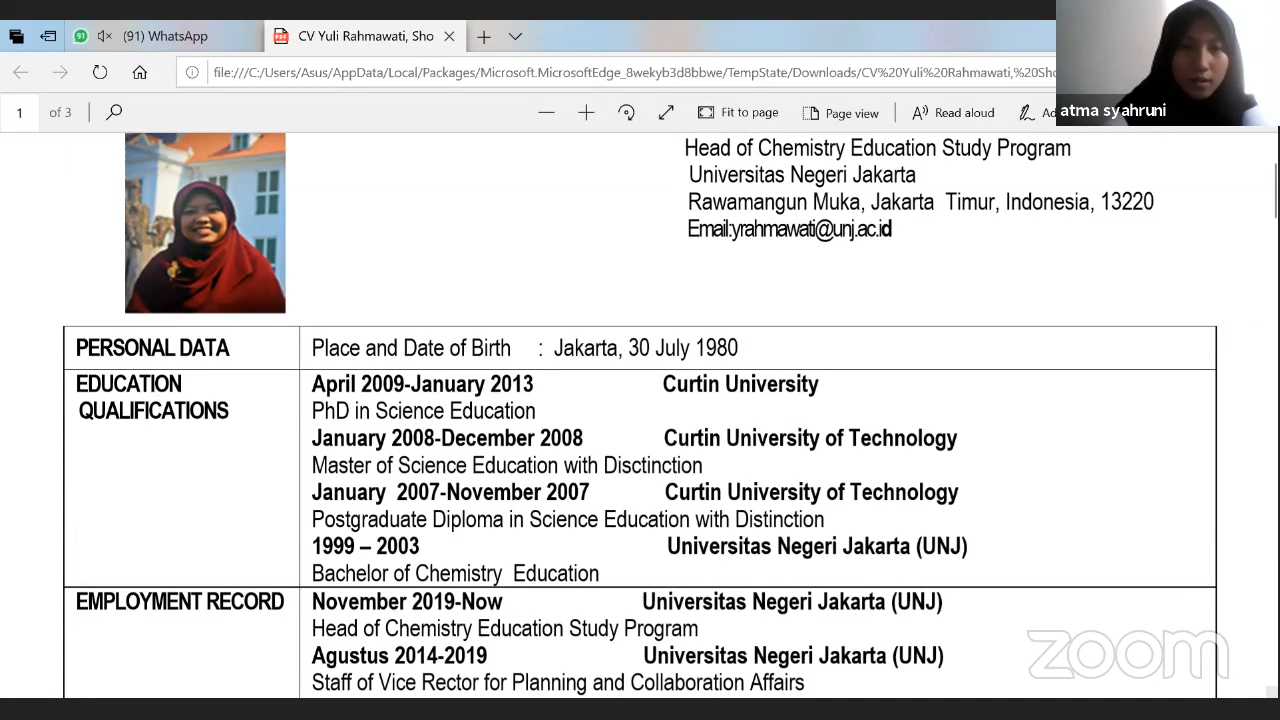 (91) WhatsApp
CV Yuli Rahmawati, Sho
file:///C:/Users/Asus/AppData/Local/Packages/Microsoft.MicrosoftEdge_8wekyb3d8bbwe/TempState/Downloads/CV%20Yuli%20Rahmawati,%20Sho
1 of 3
Fit to page
Page view
Read aloud
Ad
atma syahruni
Head of Chemistry Education Study Program
Universitas Negeri Jakarta
Rawamangun Muka, Jakarta Timur, Indonesia, 13220
Email:yrahmawati@unj.ac.id
PERSONAL DATA
Place and Date of Birth : Jakarta, 30 July 1980
EDUCATION
QUALIFICATIONS
April 2009-January 2013 Curtin University
PhD in Science Education
January 2008-December 2008 Curtin University of Technology
Master of Science Education with Disctinction
January 2007-November 2007 Curtin University of Technology
Postgraduate Diploma in Science Education with Distinction
1999 – 2003 Universitas Negeri Jakarta (UNJ)
Bachelor of Chemistry Education
EMPLOYMENT RECORD
November 2019-Now Universitas Negeri Jakarta (UNJ)
Head of Chemistry Education Study Program
Agustus 2014-2019 Universitas Negeri Jakarta (UNJ)
Staff of Vice Rector for Planning and Collaboration Affairs
zoom